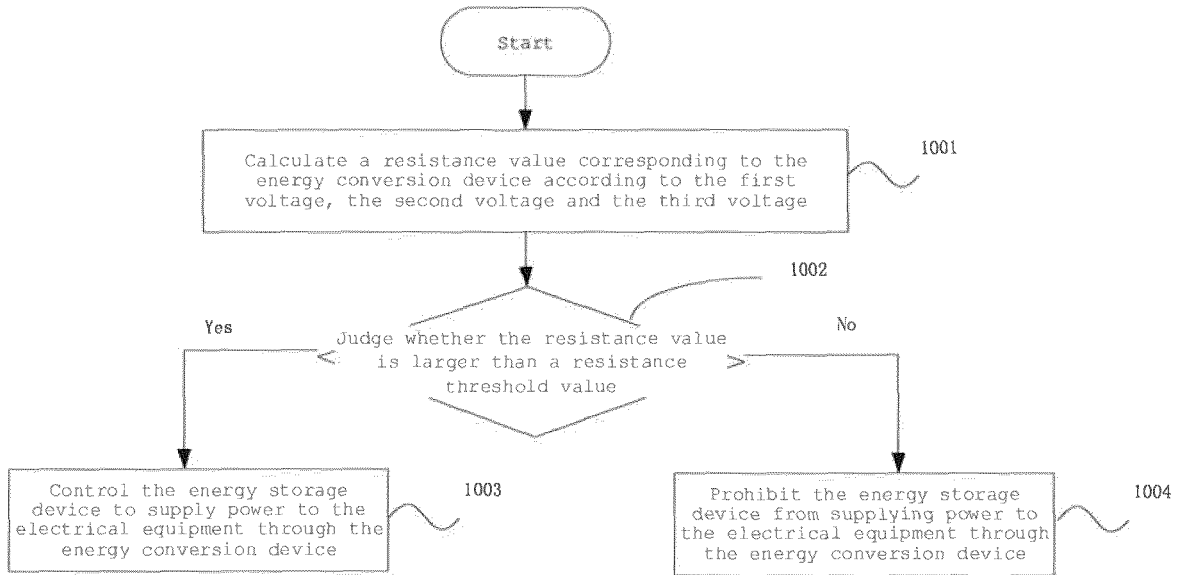 Start
Calculate a resistance value corresponding to the
energy conversion device according to the first
voltage, the second voltage and the third voltage
1001
1002
Yes
No
Judge whether the resistance value
is larger than a resistance
threshold value
Control the energy storage
device to supply power to the
electrical equipment through the
energy conversion device
1003
Prohibit the energy storage
device from supplying power to
the electrical equipment through
the energy conversion device
1004